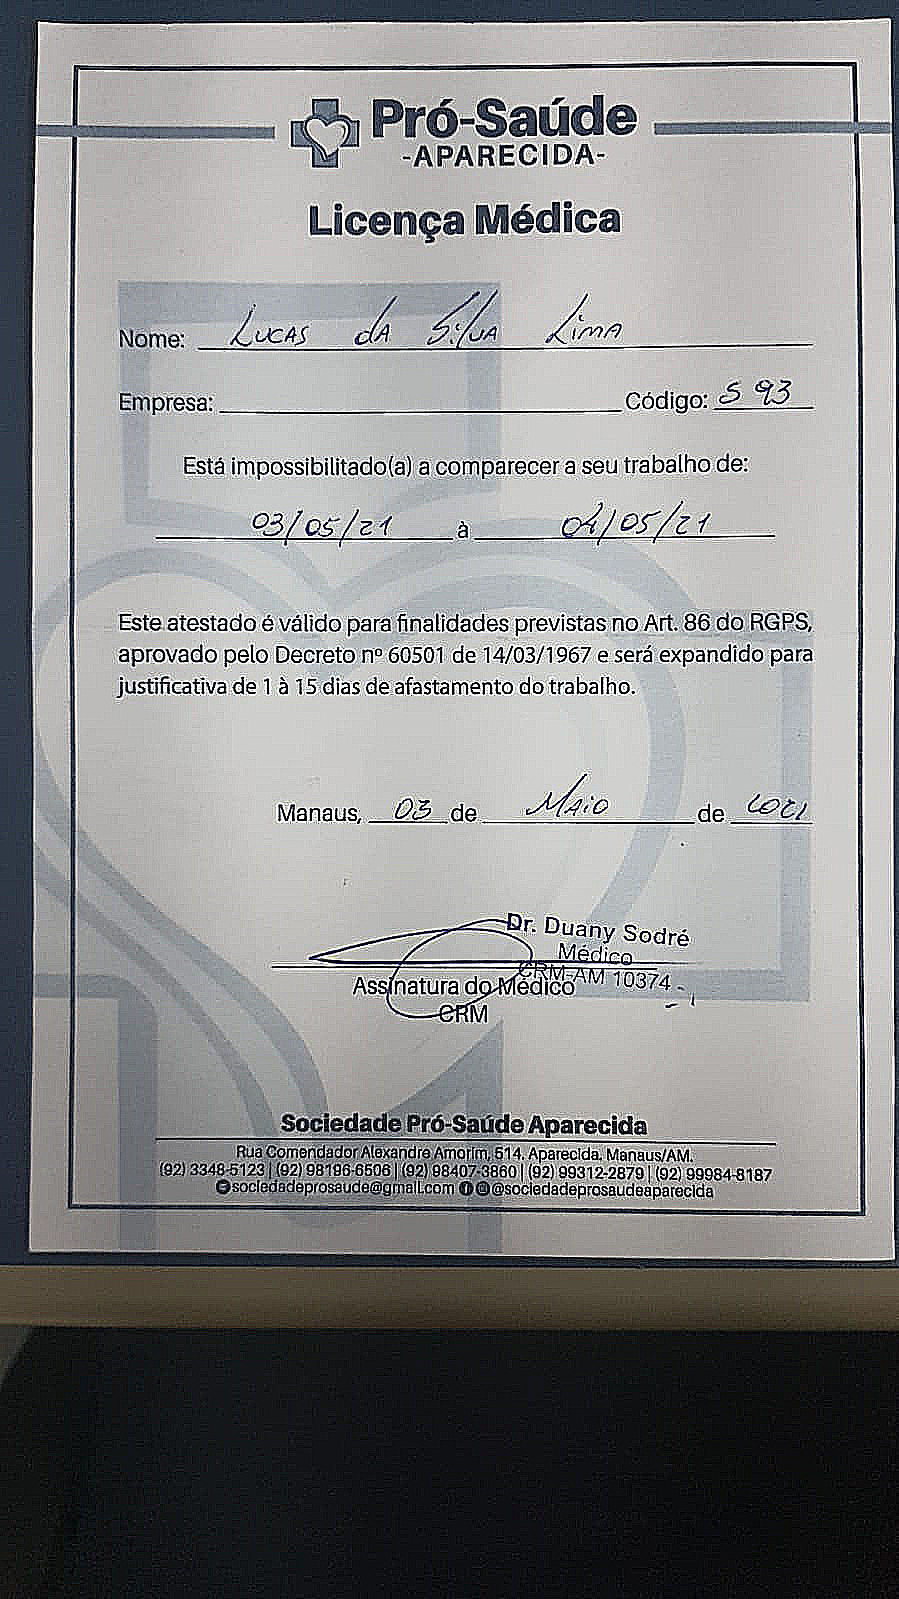 Pró-Saúde
-APARECIDA-
Licença Médica
Nome: Lucas da Silva Lima
Empresa: Código: S 93
Está impossibilitado(a) a comparecer a seu trabalho de:
03/05/21 à 04/05/21
Este atestado é válido para finalidades previstas no Art. 86 do RGPS,
aprovado pelo Decreto nº 60501 de 14/03/1967 e será expandido para
justificativa de 1 à 15 dias de afastamento do trabalho.
Manaus, 03 de Maio de 2021
Dr. Duany Sodré
Médico
CRM-AM 10374
Assinatura do Médico
CRM
Sociedade Pró-Saúde Aparecida
Rua Comendador Alexandre Amorim, 514. Aparecida. Manaus/AM.
(92) 3348-5123 | (92) 98196-6506 | (92) 98407-3860 | (92) 99312-2879 | (92) 99984-8187
sociedadeprosaude@gmail.com @sociedadeprosaudeaparecida